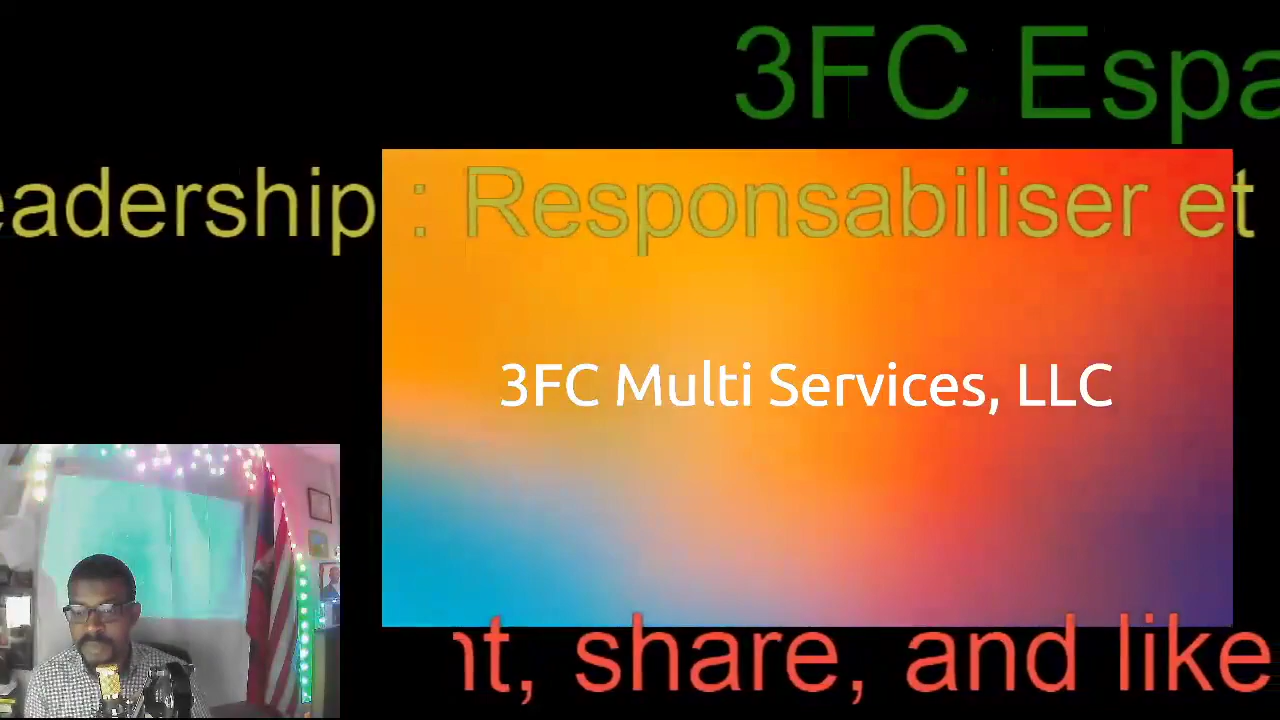 3FC Espa
eadership : Responsabiliser et
3FC Multi Services, LLC
nt, share, and like